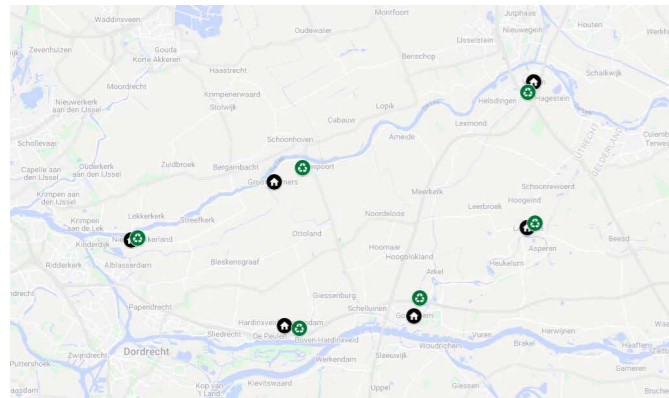 Montfoort
Jutphaas
Waddinxveen
Oudewater
Nieuwegein
Houten
IJsselstein
Zevenhuizen
Gouda
Korte Akkeren
Benschop
Haastrecht
Schalkwijk
Moordrecht
Krimpenerwaard
Stolwijk
Nieuwerkerk
aan den IJssel
Lopik
Helsdingen
Hagestein
Cabauw
Lexmond
Ameide
Schoonhoven
UTRECHT
GELDERLAND
Capelle aan
den IJssel
Ouderkerk
aan den IJssel
Zuidbroek
Bergambacht
Meerkerk
Schoonrewoerd
Krimpen aan
den IJssel
Leerbroek
Hoogeind
Krimpen
aan de Lek
Lekkerkerk
Streefkerk
Noordeloos
Ottoland
Kinderdijk
Hoornaar
Hoogblokland
Asperen
Beesd
Ridderkerk
Alblasserdam
Bleskensgraaf
Heukelum
Arkel
Giessenburg
Papendrecht
Schelluinen
Sliedrecht
De Peulen
Boven-Hardinxveld
Vuren
Herwijnen
Dordrecht
Zwijndrecht
Woudrichem
Brakel
Werkendam
Sleeuwijk
Puttershoek
Gameren
Kop van
't Land
Kievitswaard
Uppel
Giessen